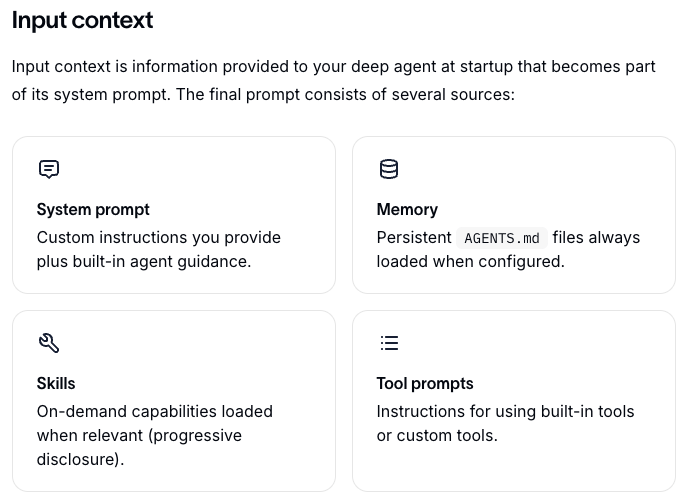 Input context
Input context is information provided to your deep agent at startup that becomes part
of its system prompt. The final prompt consists of several sources:
System prompt
Custom instructions you provide
plus built-in agent guidance.
Memory
Persistent AGENTS.md files always
loaded when configured.
Skills
On-demand capabilities loaded
when relevant (progressive
disclosure).
Tool prompts
Instructions for using built-in tools
or custom tools.